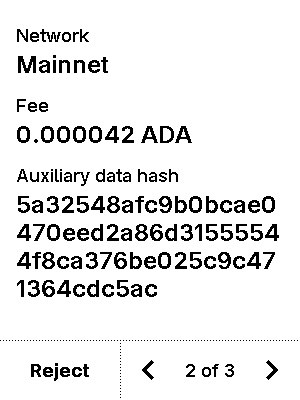 Network
Mainnet
Fee
0.000042 ADA
Auxiliary data hash
5a32548afc9b0bcae0
470eed2a86d3155554
4f8ca376be025c9c47
1364cdc5ac
Reject
2 of 3